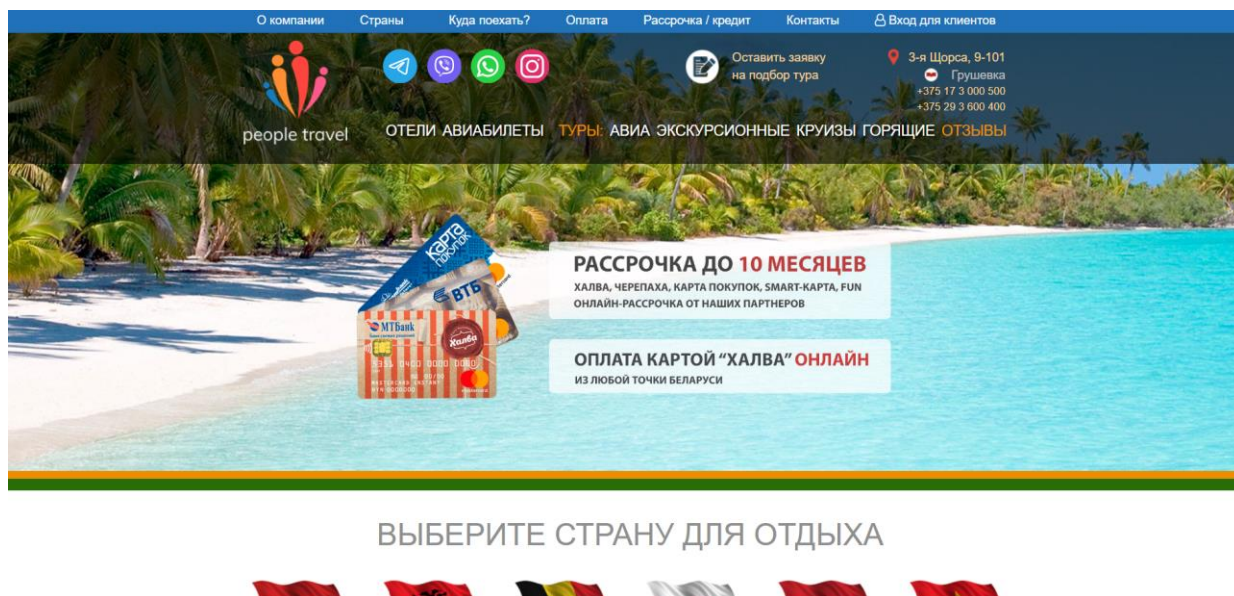 О компании Страны Куда поехать? Оплата Рассрочка / кредит Контакты Вход для клиентов
people travel
Оставить заявку
на подбор тура
3-я Щорса, 9-101
Грушевка
+375 17 3 000 500
+375 29 3 600 400
ОТЕЛИ АВИАБИЛЕТЫ ТУРЫ: АВИА ЭКСКУРСИОННЫЕ КРУИЗЫ ГОРЯЩИЕ ОТЗЫВЫ
КАРТА
ПОКУПОК
ВТБ
МТБанк
Халва
РАССРОЧКА ДО 10 МЕСЯЦЕВ
ХАЛВА, ЧЕРЕПАХА, КАРТА ПОКУПОК, SMART-КАРТА, FUN
ОНЛАЙН-РАССРОЧКА ОТ НАШИХ ПАРТНЕРОВ
ОПЛАТА КАРТОЙ “ХАЛВА” ОНЛАЙН
ИЗ ЛЮБОЙ ТОЧКИ БЕЛАРУСИ
ВЫБЕРИТЕ СТРАНУ ДЛЯ ОТДЫХА